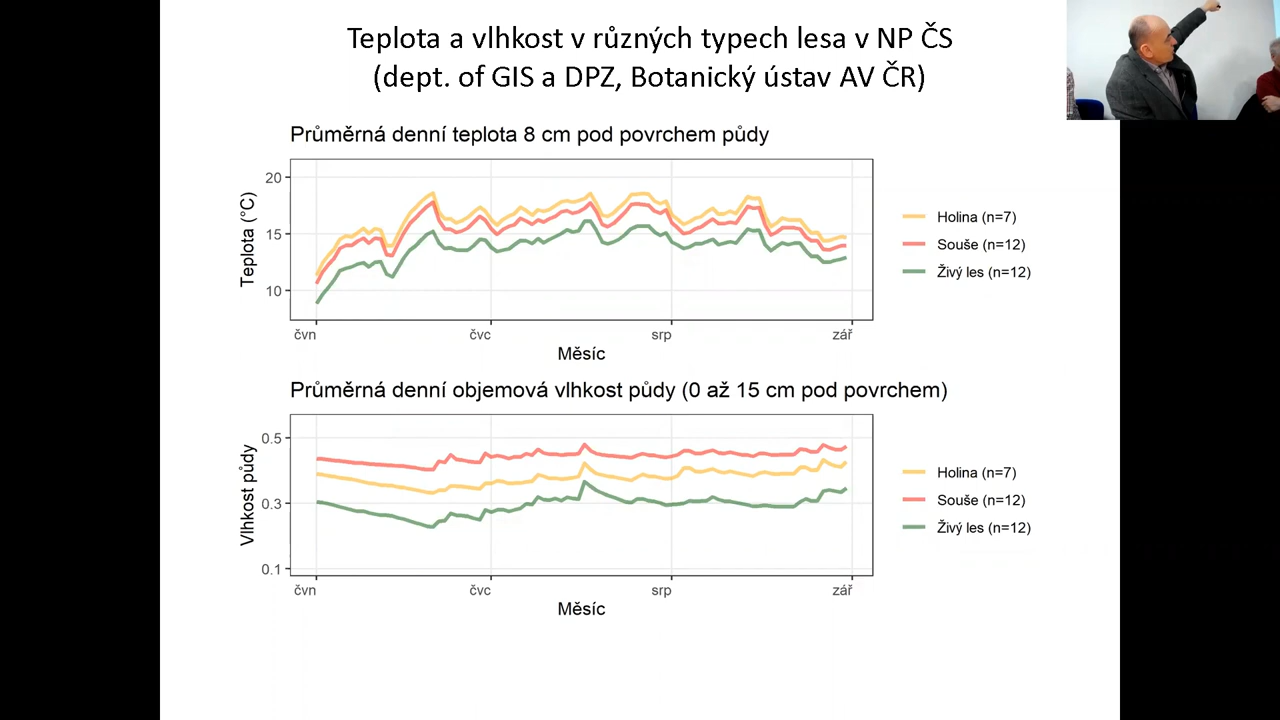 Teplota a vlhkost v různých typech lesa v NP ČS
(dept. of GIS a DPZ, Botanický ústav AV ČR)
Průměrná denní teplota 8 cm pod povrchem půdy
Teplota (°C)
20
15
10
čvn
čvc
srp
zář
Měsíc
Holina (n=7)
Souše (n=12)
Živý les (n=12)
Průměrná denní objemová vlhkost půdy (0 až 15 cm pod povrchem)
Vlhkost půdy
0.5
0.3
0.1
čvn
čvc
srp
zář
Měsíc
Holina (n=7)
Souše (n=12)
Živý les (n=12)